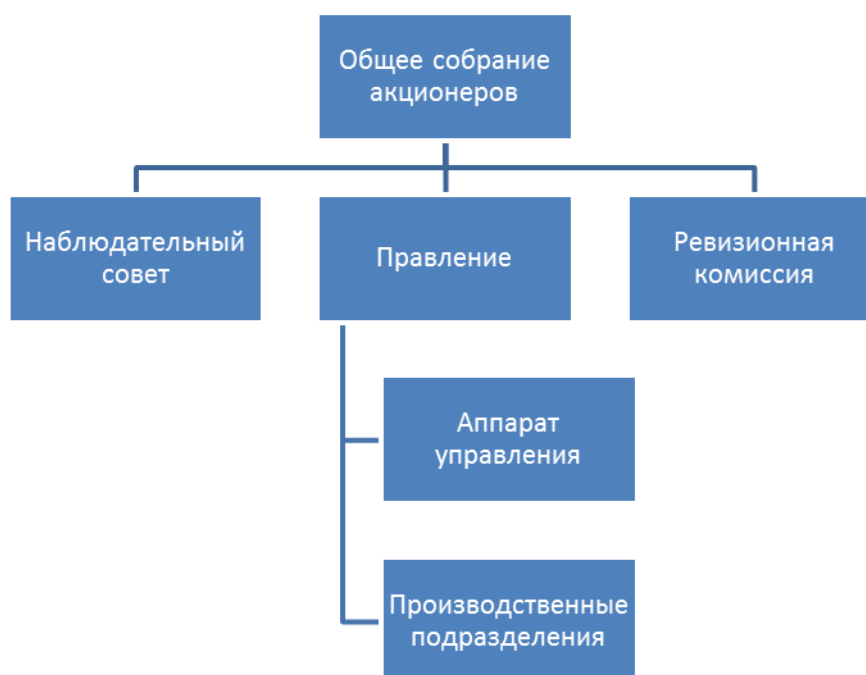 Общее собрание
акционеров
Наблюдательный
совет
Правление
Ревизионная
комиссия
Аппарат
управления
Производственные
подразделения